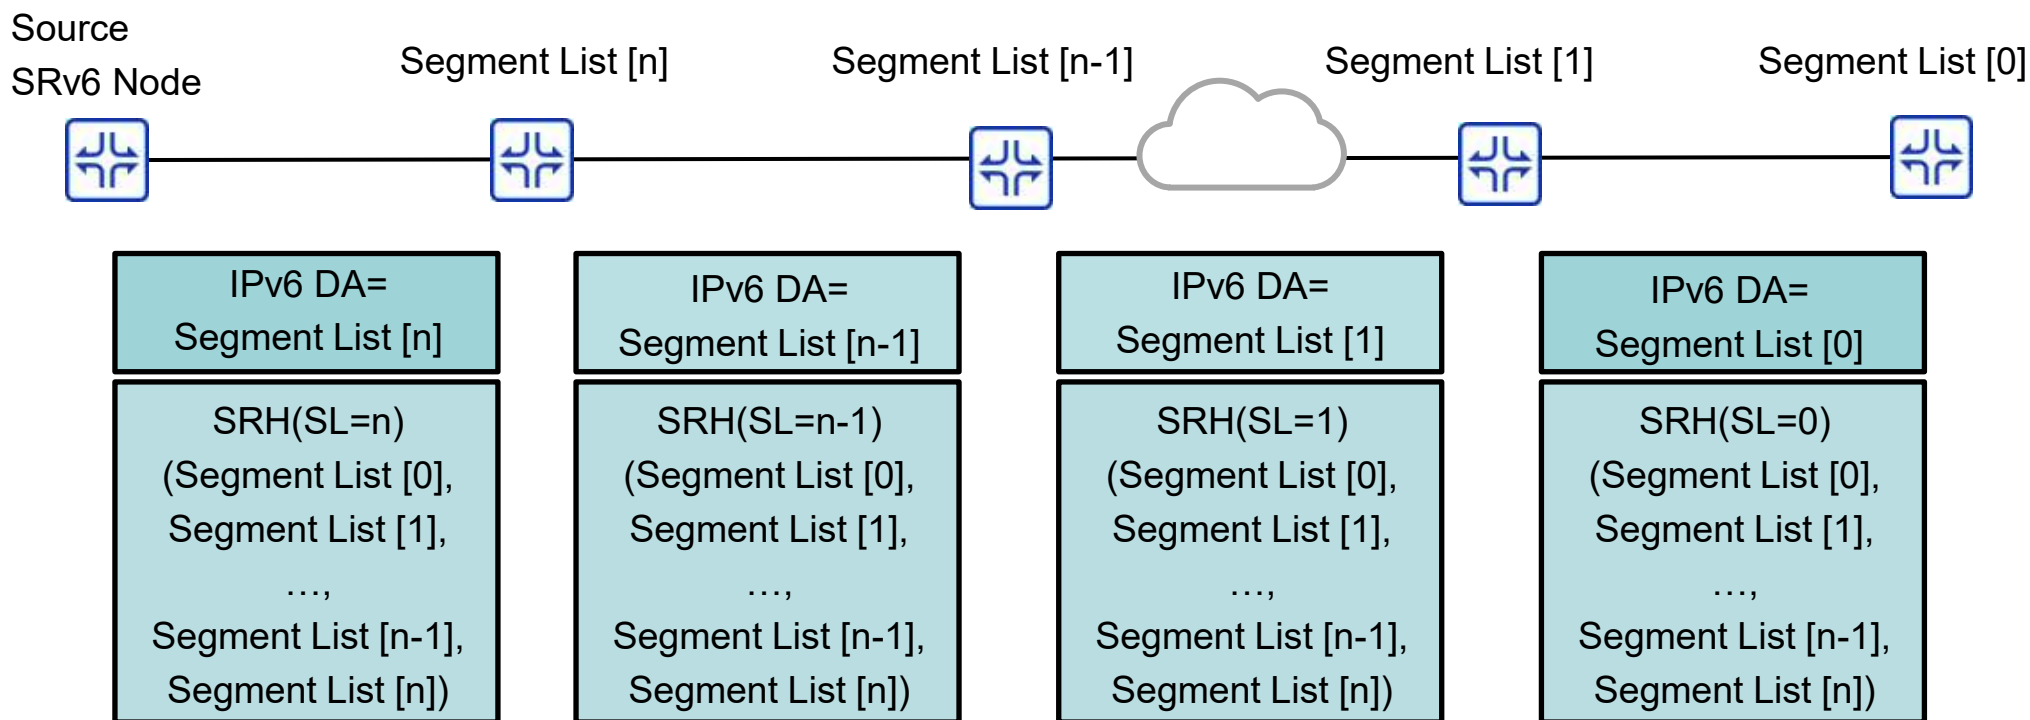 Source
SRv6 Node
Segment List [n]
Segment List [n-1]
Segment List [1]
Segment List [0]
IPv6 DA=
Segment List [n]
SRH(SL=n)
(Segment List [0],
Segment List [1],
…,
Segment List [n-1],
Segment List [n])
IPv6 DA=
Segment List [n-1]
SRH(SL=n-1)
(Segment List [0],
Segment List [1],
…,
Segment List [n-1],
Segment List [n])
IPv6 DA=
Segment List [1]
SRH(SL=1)
(Segment List [0],
Segment List [1],
…,
Segment List [n-1],
Segment List [n])
IPv6 DA=
Segment List [0]
SRH(SL=0)
(Segment List [0],
Segment List [1],
…,
Segment List [n-1],
Segment List [n])